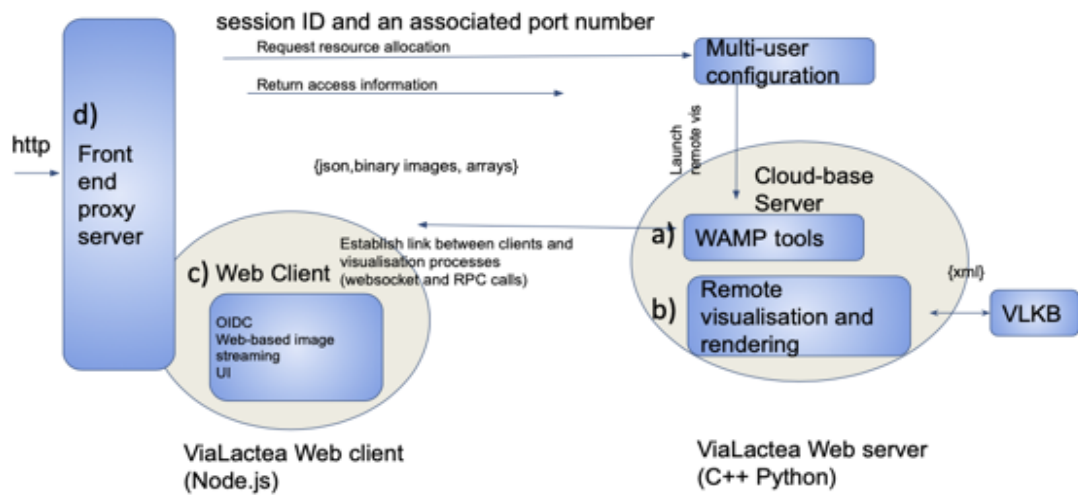 session ID and an associated port number
Request resource allocation
Return access information
Multi-user
configuration
d)
Front
end
proxy
server
http
Launch
remote vis
{json,binary images, arrays}
Cloud-base
Server
a)
WAMP tools
Establish link between clients and
visualisation processes
(websocket and RPC calls)
c)
Web Client
OIDC
Web-based image
streaming
UI
b)
Remote
visualisation and
rendering
{xml}
VLKB
ViaLactea Web client
(Node.js)
ViaLactea Web server
(C++ Python)